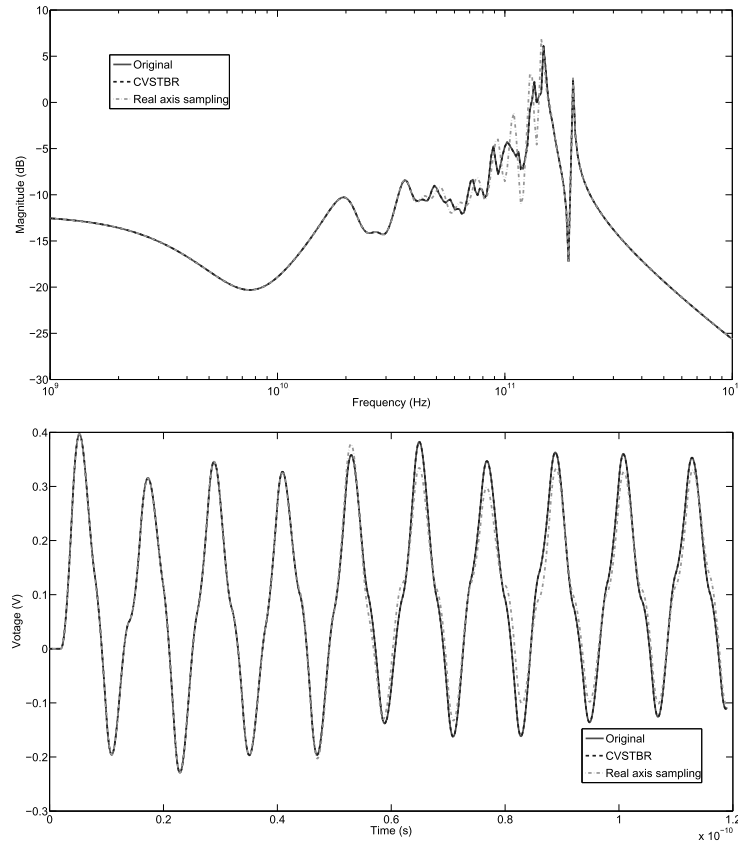 10
5
0
−5
−10
−15
−20
−25
−30
Magnitude (dB)
Original
CVSTBR
Real axis sampling
10^9
10^10
10^11
10^1
Frequency (Hz)
0.4
0.3
0.2
0.1
0
−0.1
−0.2
−0.3
Votage (V)
Original
CVSTBR
Real axis sampling
0
0.2
0.4
0.6
0.8
1
1.2
Time (s)
x 10^−10